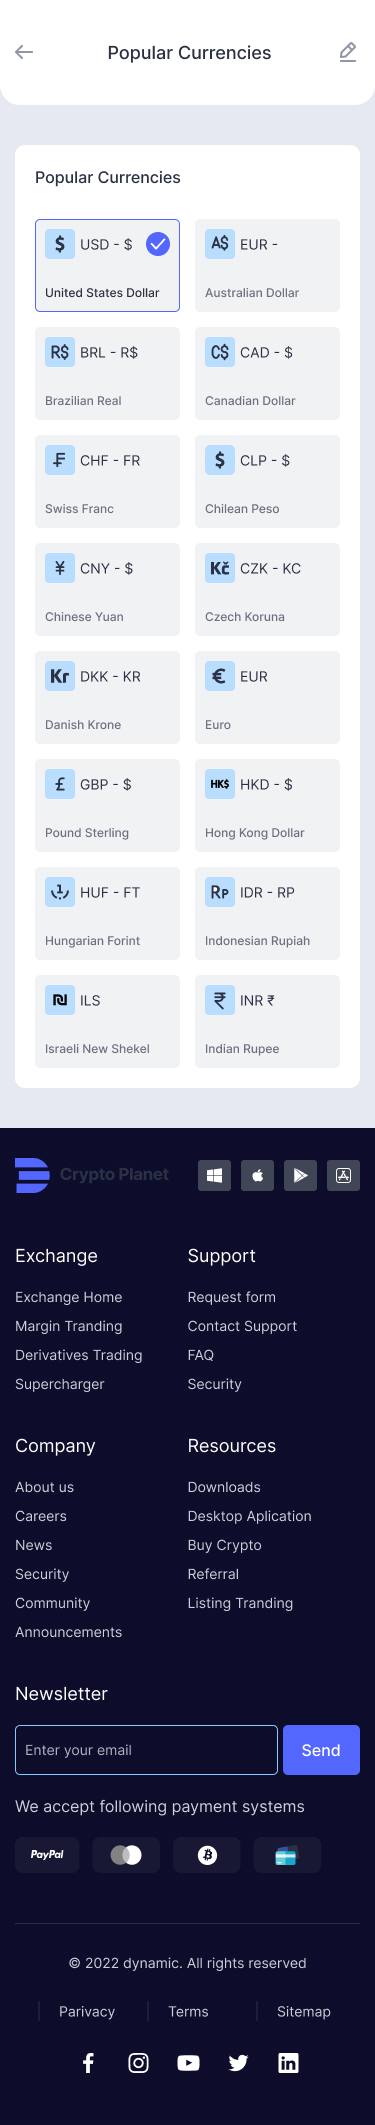 Popular Currencies
Popular Currencies
$ USD - $
United States Dollar
A$ EUR -
Australian Dollar
R$ BRL - R$
Brazilian Real
C$ CAD - $
Canadian Dollar
₣ CHF - FR
Swiss Franc
$ CLP - $
Chilean Peso
¥ CNY - $
Chinese Yuan
Kč CZK - KC
Czech Koruna
Kr DKK - KR
Danish Krone
€ EUR
Euro
£ GBP - $
Pound Sterling
HK$ HKD - $
Hong Kong Dollar
1 HUF - FT
Hungarian Forint
Rp IDR - RP
Indonesian Rupiah
₪ ILS
Israeli New Shekel
₹ INR ₹
Indian Rupee
Crypto Planet
Exchange
Exchange Home
Margin Tranding
Derivatives Trading
Supercharger
Support
Request form
Contact Support
FAQ
Security
Company
About us
Careers
News
Security
Community
Announcements
Resources
Downloads
Desktop Aplication
Buy Crypto
Referral
Listing Tranding
Newsletter
Enter your email
Send
We accept following payment systems
PayPal
© 2022 dynamic. All rights reserved
Parivacy
Terms
Sitemap